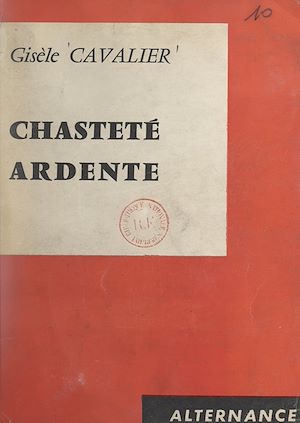 10
Gisèle 'CAVALIER'
CHASTETÉ
ARDENTE
R.F.
ALTERNANCE